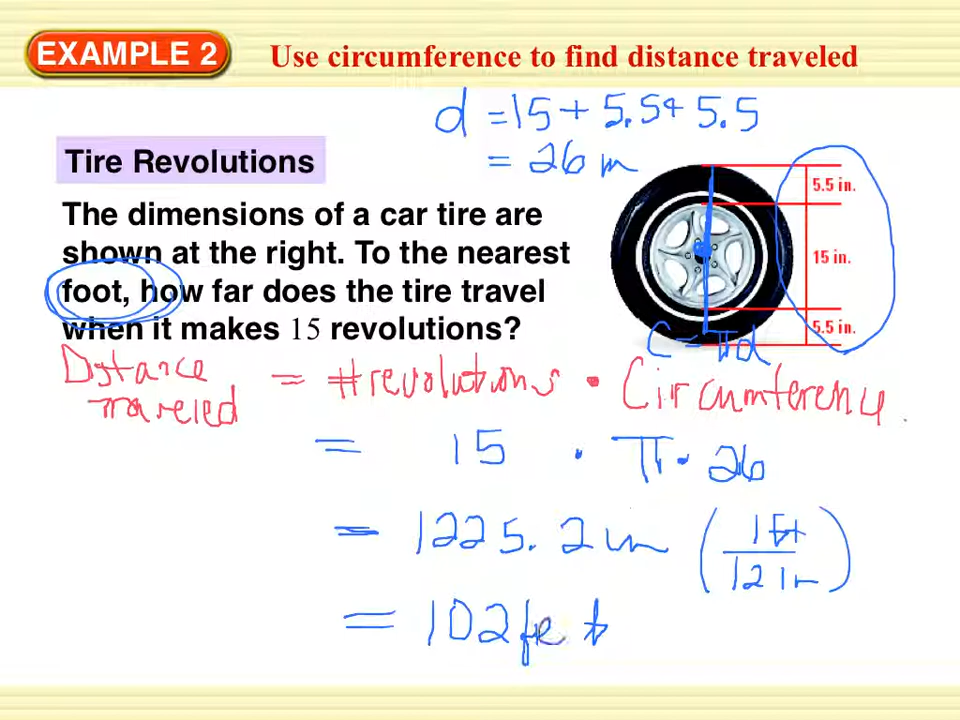 EXAMPLE 2
Use circumference to find distance traveled
d = 15 + 5.5 + 5.5
= 26 in
Tire Revolutions
The dimensions of a car tire are
shown at the right. To the nearest
foot, how far does the tire travel
when it makes 15 revolutions?
5.5 in.
15 in.
5.5 in.
C = πd
Distance traveled = #revolutions · Circumference
= 15 · π · 26
= 1225.2 in (1 ft / 12 in)
= 102 feet